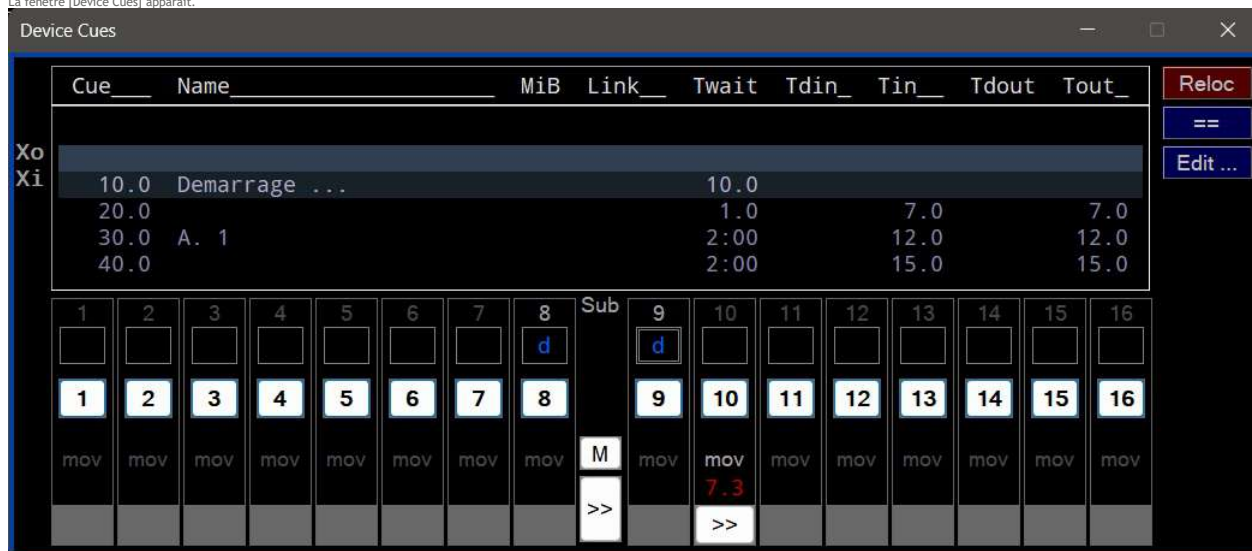 La fenêtre [Device Cues] apparaît.
Device Cues
Cue___ Name____________________ MiB Link__ Twait Tdin_ Tin__ Tdout Tout_
Reloc
==
Xo
Edit ...
Xi 10.0 Demarrage ... 10.0
20.0 1.0 7.0 7.0
30.0 A. 1 2:00 12.0 12.0
40.0 2:00 15.0 15.0
1 2 3 4 5 6 7 8 Sub 9 10 11 12 13 14 15 16
d d
1 2 3 4 5 6 7 8 9 10 11 12 13 14 15 16
mov mov mov mov mov mov mov mov M mov mov mov mov mov mov mov mov
7.3
>> >>